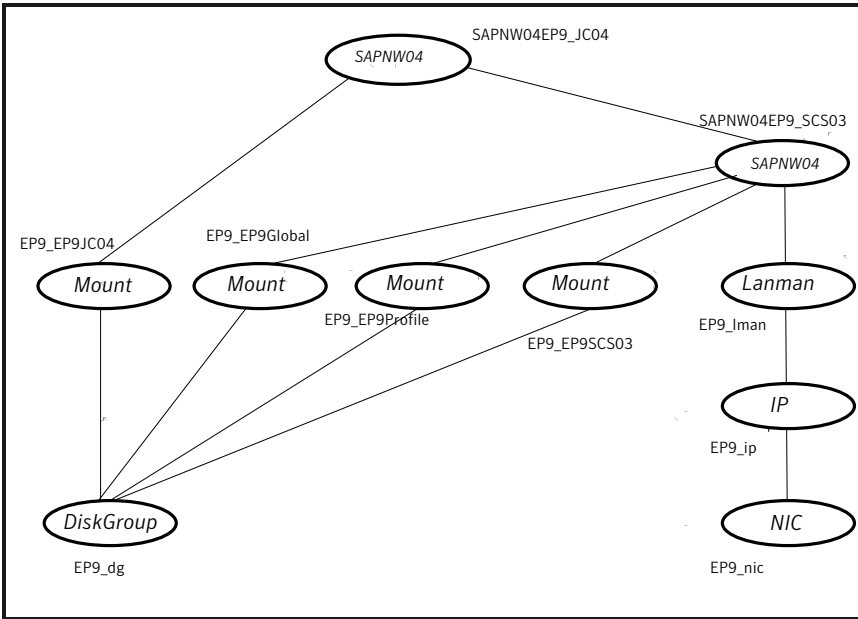 SAPNW04EP9_JC04
SAPNW04
SAPNW04EP9_SCS03
SAPNW04
EP9_EP9JC04
EP9_EP9Global
Mount
Mount
Mount
Mount
Lanman
EP9_EP9Profile
EP9_lman
EP9_EP9SCS03
IP
EP9_ip
DiskGroup
NIC
EP9_dg
EP9_nic